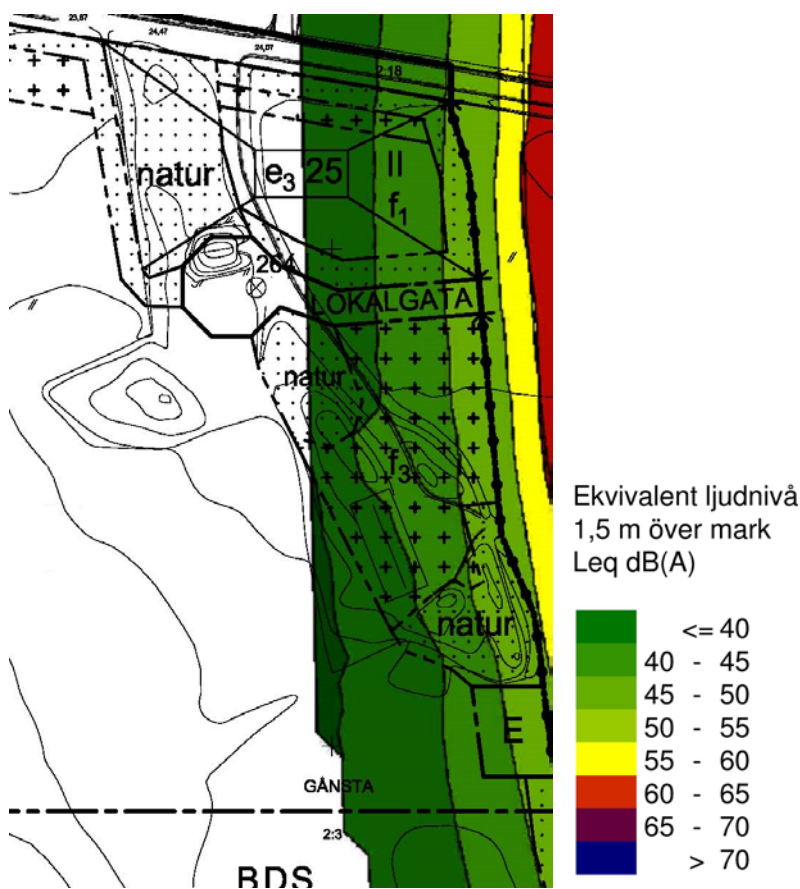 23,67
24,47
24,07
2:18
natur
e3 25
II
f1
264
LOKALGATA
natur
f3
natur
E
GÅNSTA
2:3
BDS
Ekvivalent ljudnivå
1,5 m över mark
Leq dB(A)
<= 40
40 - 45
45 - 50
50 - 55
55 - 60
60 - 65
65 - 70
> 70